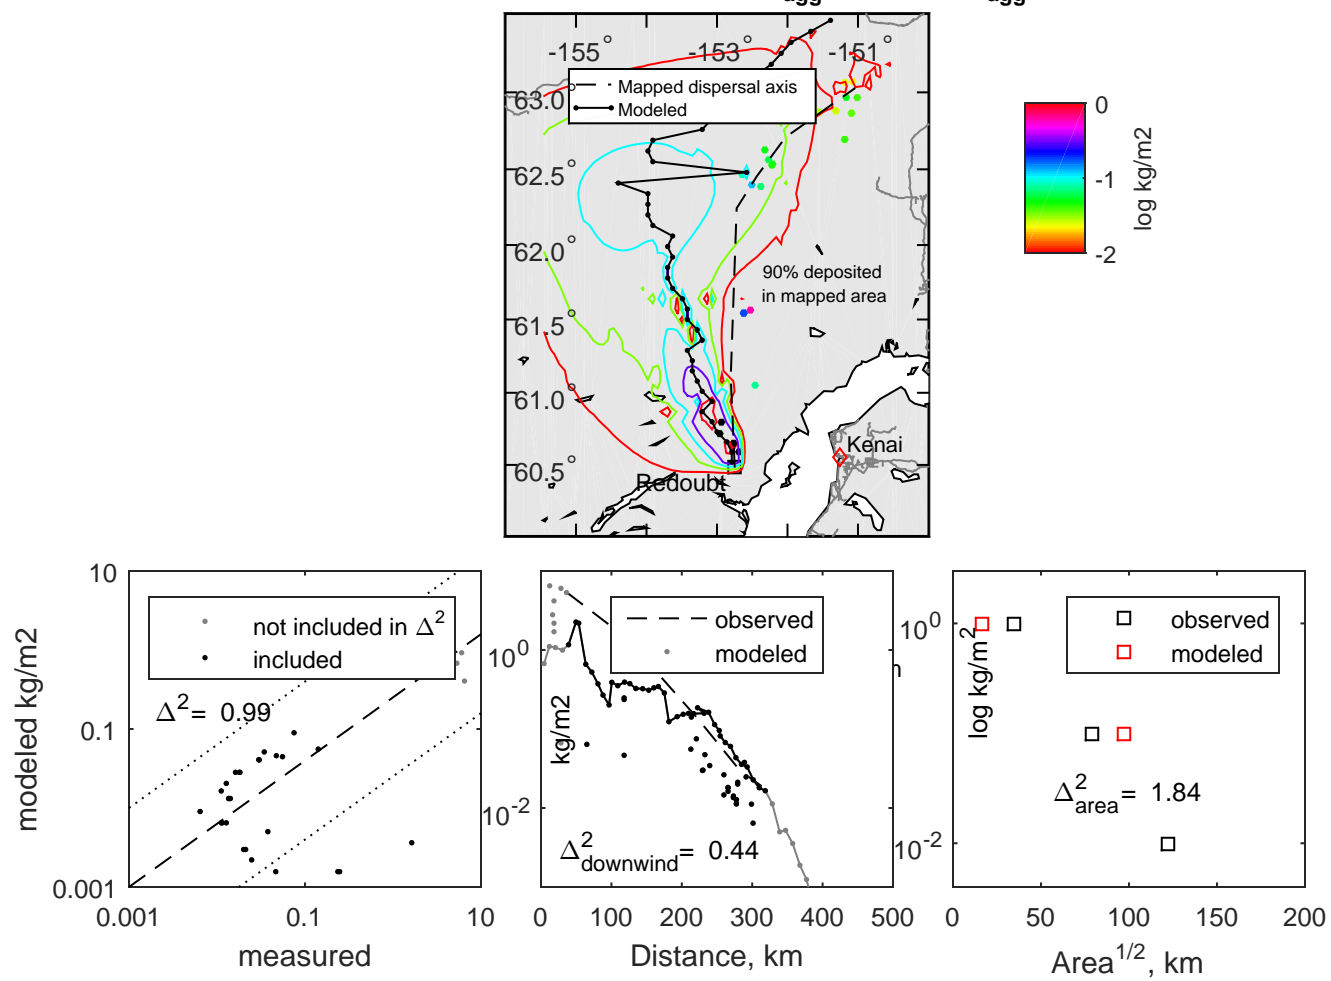 agg agg
-155° -153° -151°
Mapped dispersal axis
Modeled
63.0°
62.5°
62.0°
61.5°
61.0°
60.5°
90% deposited
in mapped area
Kenai
Redoubt
0
-1
-2
log kg/m2
10
0.1
0.001
modeled kg/m2
not included in Δ²
included
Δ²= 0.99
0.001 0.1 10
measured
10⁰
10⁻²
kg/m2
observed
modeled
Δ²downwind= 0.44
0 100 200 300 400 500
Distance, km
10⁰
10⁻²
log kg/m²
observed
modeled
Δ²area= 1.84
0 50 100 150 200
Area¹/², km